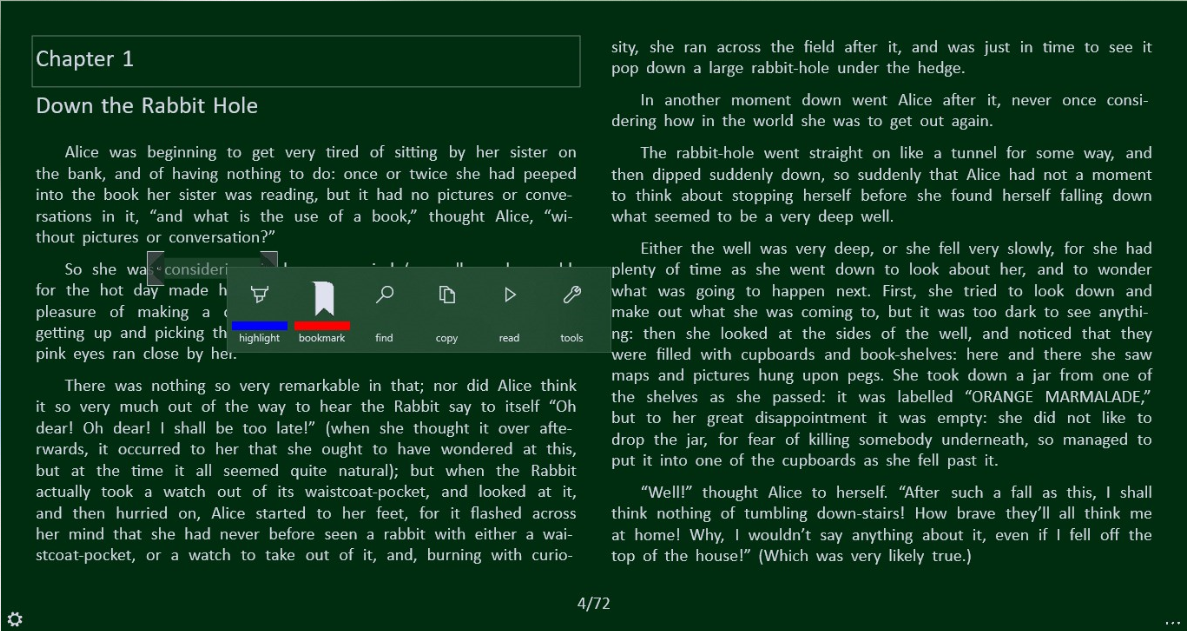 Chapter 1
Down the Rabbit Hole
Alice was beginning to get very tired of sitting by her sister on
the bank, and of having nothing to do: once or twice she had peeped
into the book her sister was reading, but it had no pictures or conve-
rsations in it, “and what is the use of a book,” thought Alice, “wi-
thout pictures or conversation?”
So she was consideri
for the hot day made h
pleasure of making a
getting up and picking th
pink eyes ran close by her.
highlight bookmark find copy read tools
There was nothing so very remarkable in that; nor did Alice think
it so very much out of the way to hear the Rabbit say to itself “Oh
dear! Oh dear! I shall be too late!” (when she thought it over afte-
rwards, it occurred to her that she ought to have wondered at this,
but at the time it all seemed quite natural); but when the Rabbit
actually took a watch out of its waistcoat-pocket, and looked at it,
and then hurried on, Alice started to her feet, for it flashed across
her mind that she had never before seen a rabbit with either a wai-
stcoat-pocket, or a watch to take out of it, and, burning with curio-
sity, she ran across the field after it, and was just in time to see it
pop down a large rabbit-hole under the hedge.
In another moment down went Alice after it, never once consi-
dering how in the world she was to get out again.
The rabbit-hole went straight on like a tunnel for some way, and
then dipped suddenly down, so suddenly that Alice had not a moment
to think about stopping herself before she found herself falling down
what seemed to be a very deep well.
Either the well was very deep, or she fell very slowly, for she had
plenty of time as she went down to look about her, and to wonder
what was going to happen next. First, she tried to look down and
make out what she was coming to, but it was too dark to see anythi-
ng: then she looked at the sides of the well, and noticed that they
were filled with cupboards and book-shelves: here and there she saw
maps and pictures hung upon pegs. She took down a jar from one of
the shelves as she passed: it was labelled “ORANGE MARMALADE,”
but to her great disappointment it was empty: she did not like to
drop the jar, for fear of killing somebody underneath, so managed to
put it into one of the cupboards as she fell past it.
“Well!” thought Alice to herself. “After such a fall as this, I shall
think nothing of tumbling down-stairs! How brave they’ll all think me
at home! Why, I wouldn’t say anything about it, even if I fell off the
top of the house!” (Which was very likely true.)
4/72